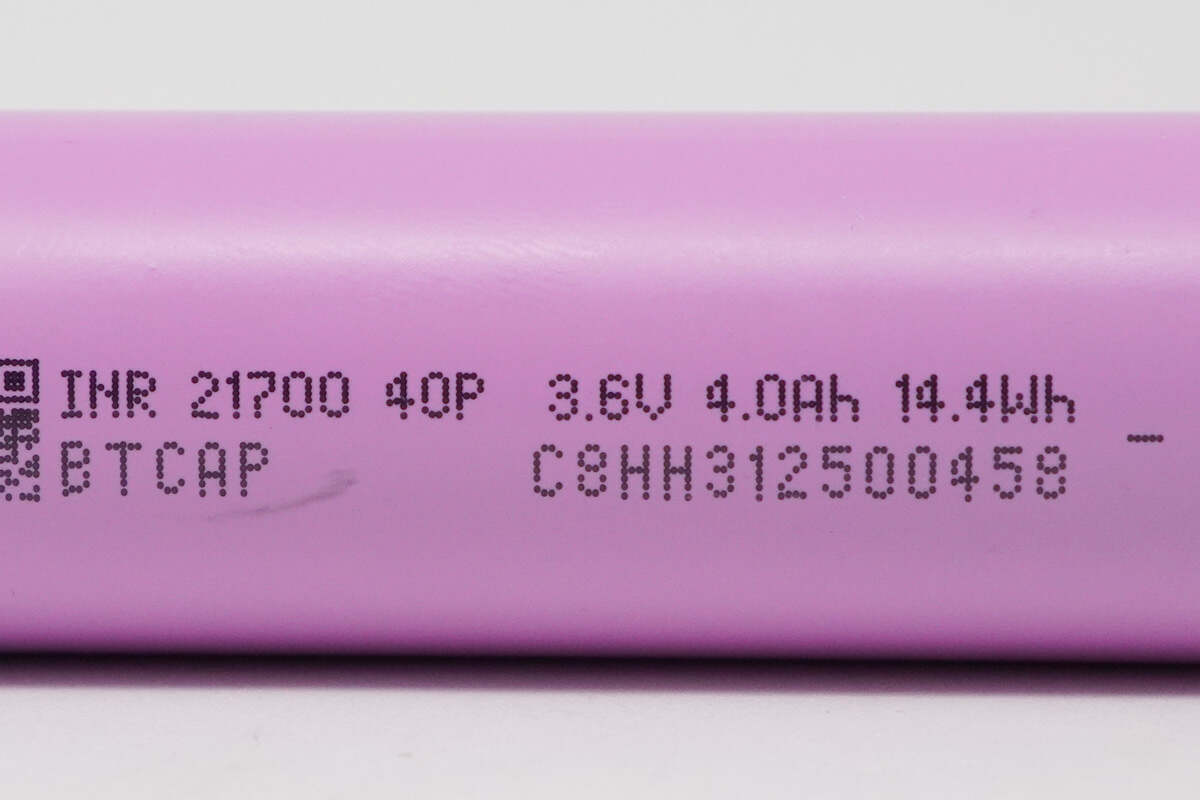 INR 21700 40P 3.6V 4.0Ah 14.4Wh
BTCAP C8HH312500458